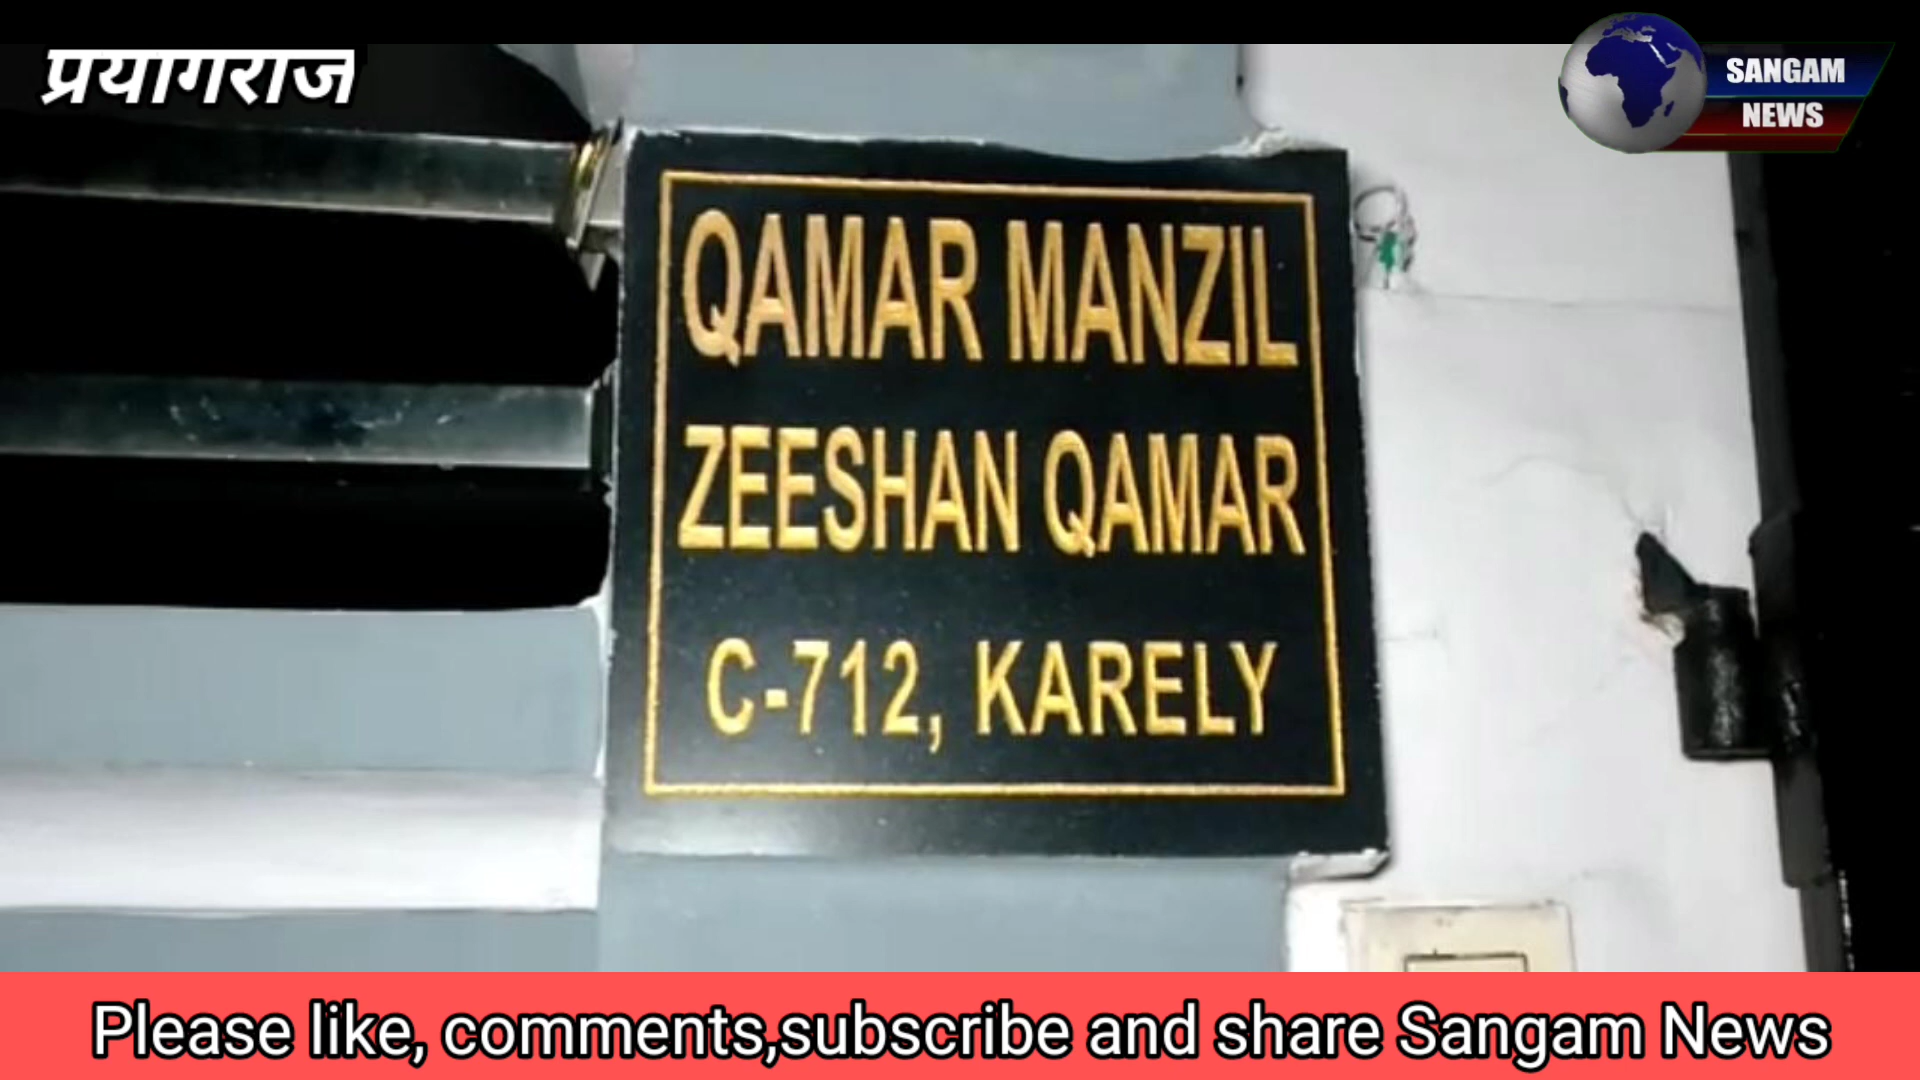 प्रयागराज
SANGAM
NEWS
QAMAR MANZIL
ZEESHAN QAMAR
C-712, KARELY
Please like, comments,subscribe and share Sangam News